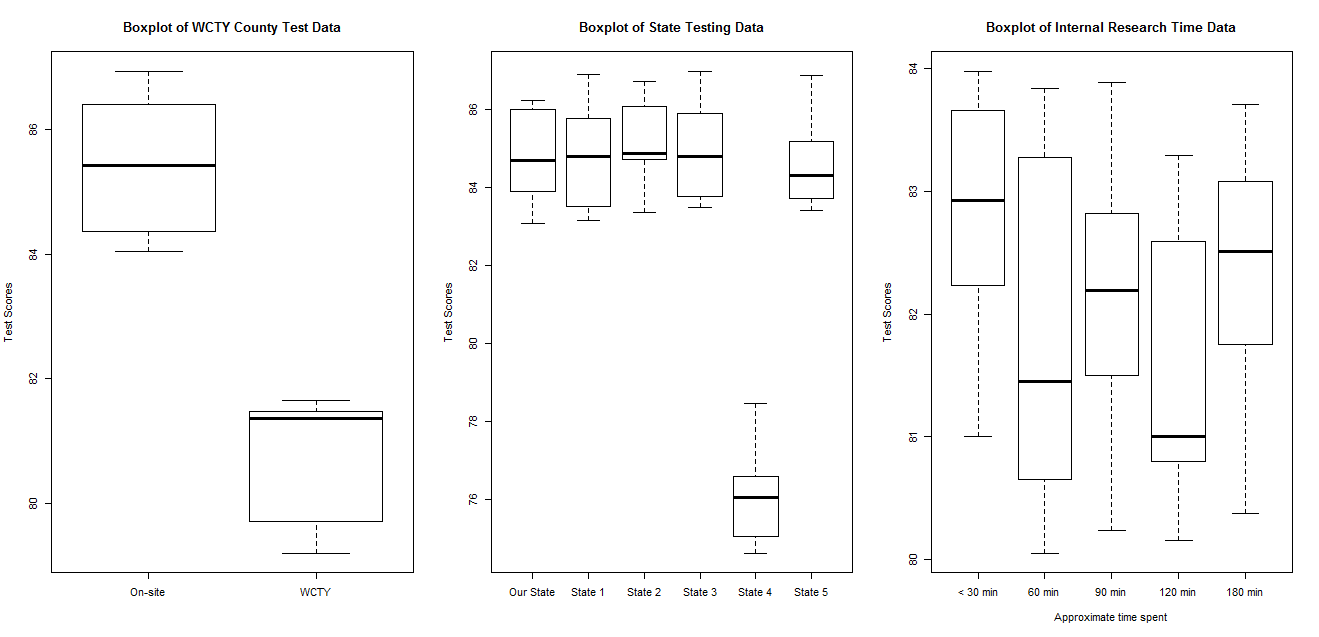 Boxplot of WCTY County Test Data
Test Scores
80
82
84
86
On-site
WCTY
Boxplot of State Testing Data
Test Scores
76
78
80
82
84
86
Our State
State 1
State 2
State 3
State 4
State 5
Boxplot of Internal Research Time Data
Test Scores
80
81
82
83
84
< 30 min
60 min
90 min
120 min
180 min
Approximate time spent